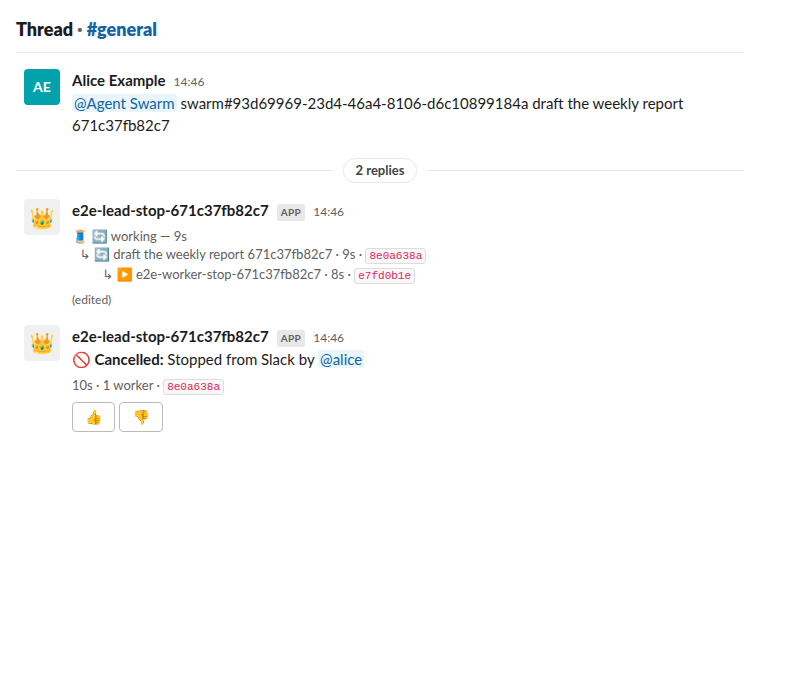 Thread • #general
AE
Alice Example 14:46
@Agent Swarm swarm#93d69969-23d4-46a4-8106-d6c10899184a draft the weekly report
671c37fb82c7
2 replies
e2e-lead-stop-671c37fb82c7 APP 14:46
🧵 🔄 working — 9s
↳ 🔄 draft the weekly report 671c37fb82c7 · 9s · 8e0a638a
↳ ▶️ e2e-worker-stop-671c37fb82c7 · 8s · e7fd0b1e
(edited)
e2e-lead-stop-671c37fb82c7 APP 14:46
🚫 Cancelled: Stopped from Slack by @alice
10s · 1 worker · 8e0a638a
👍 👎